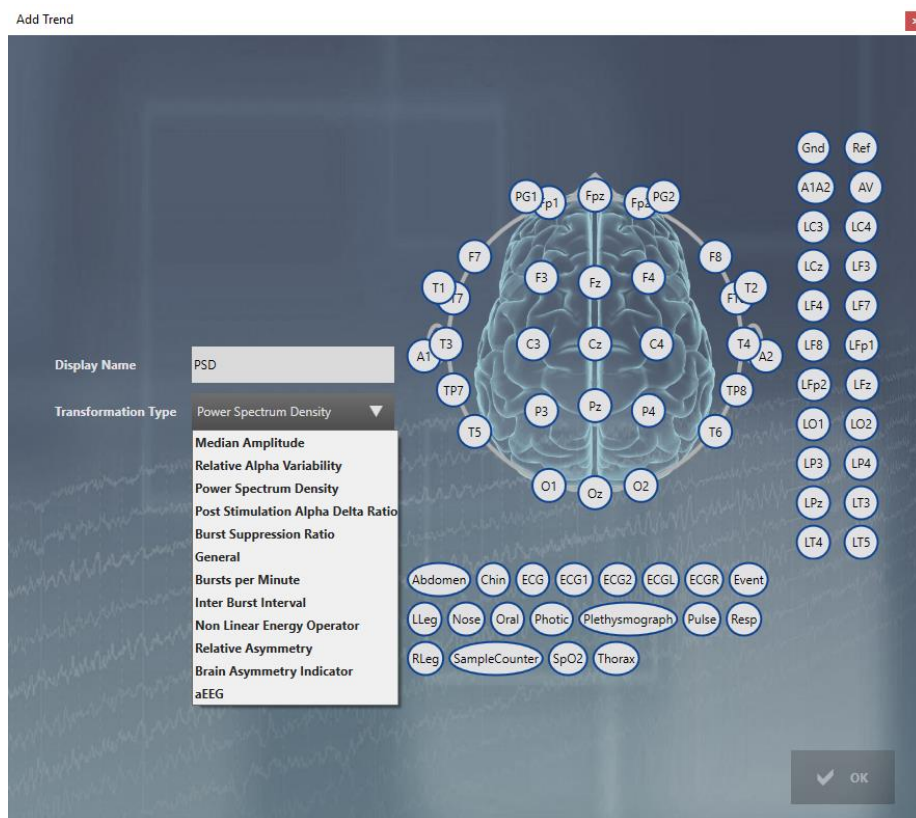 Add Trend
Gnd Ref
A1A2 AV
PG1 Fp1 Fpz PG2
LC3 LC4
F7 F8
LCz LF3
F3 Fz F4
T1 T2
LF4 LF7
A1 T3 C3 Cz C4 T4 A2
LF8 LFp1
Display Name PSD
TP7 TP8
LFp2 LFz
Transformation Type Power Spectrum Density
P3 Pz P4
LO1 LO2
T5 T6
Median Amplitude
Relative Alpha Variability
LP3 LP4
Power Spectrum Density
O1 Oz O2
LPz LT3
Post Stimulation Alpha Delta Ratio
Burst Suppression Ratio
LT4 LT5
General
Bursts per Minute
Abdomen Chin ECG ECG1 ECG2 ECGL ECGR Event
Inter Burst Interval
Non Linear Energy Operator
LLeg Nose Oral Photic Plethysmograph Pulse Resp
Relative Asymmetry
RLeg SampleCounter SpO2 Thorax
Brain Asymmetry Indicator
aEEG
OK